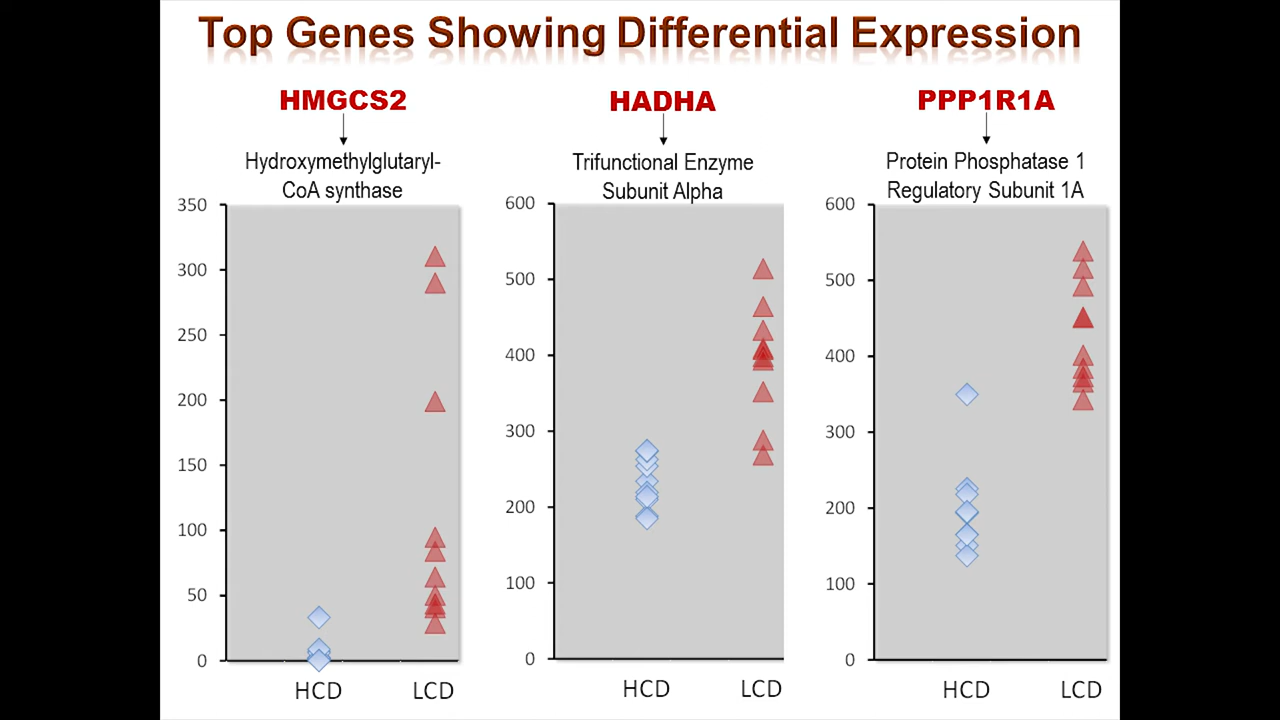 Top Genes Showing Differential Expression
HMGCS2
Hydroxymethylglutaryl-
CoA synthase
350
300
250
200
150
100
50
0
HCD LCD
HADHA
Trifunctional Enzyme
Subunit Alpha
600
500
400
300
200
100
0
HCD LCD
PPP1R1A
Protein Phosphatase 1
Regulatory Subunit 1A
600
500
400
300
200
100
0
HCD LCD